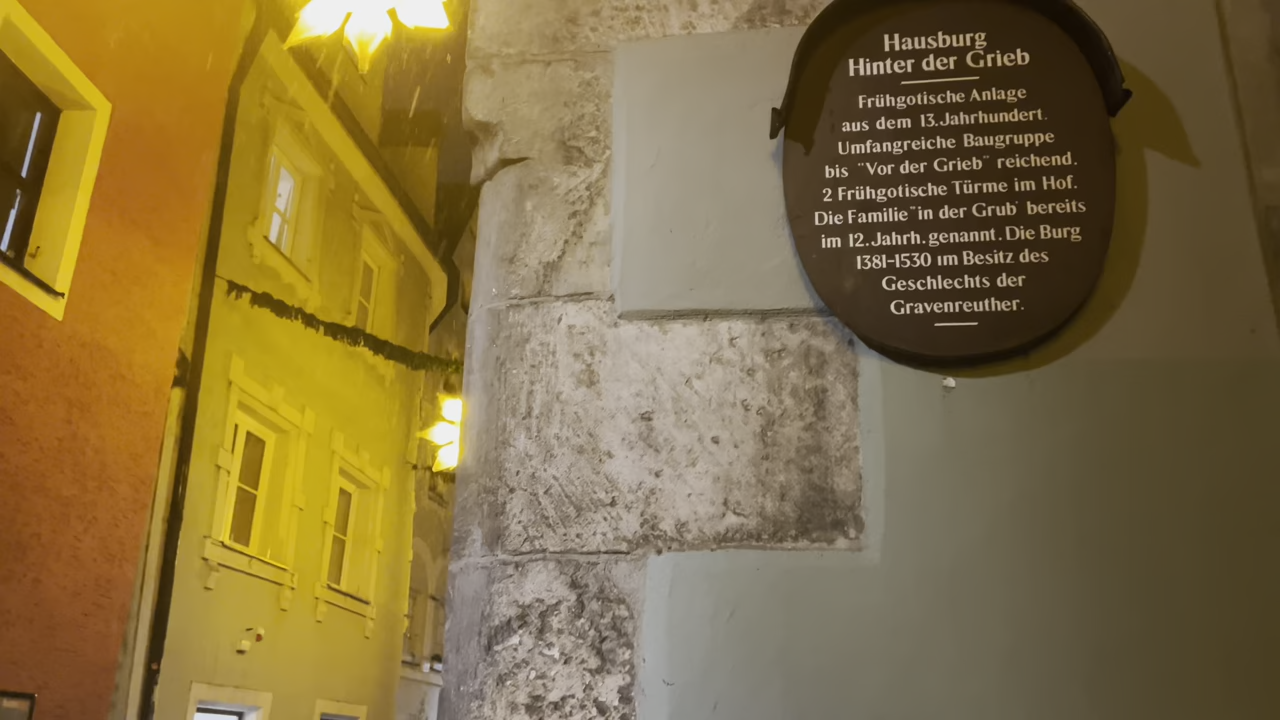 Hausburg
Hinter der Grieb
Frühgotische Anlage
aus dem 13. Jahrhundert.
Umfangreiche Baugruppe
bis "Vor der Grieb" reichend.
2 Frühgotische Türme im Hof.
Die Familie "in der Grub' bereits
im 12. Jahrh. genannt. Die Burg
1381-1530 im Besitz des
Geschlechts der
Gravenreuther.